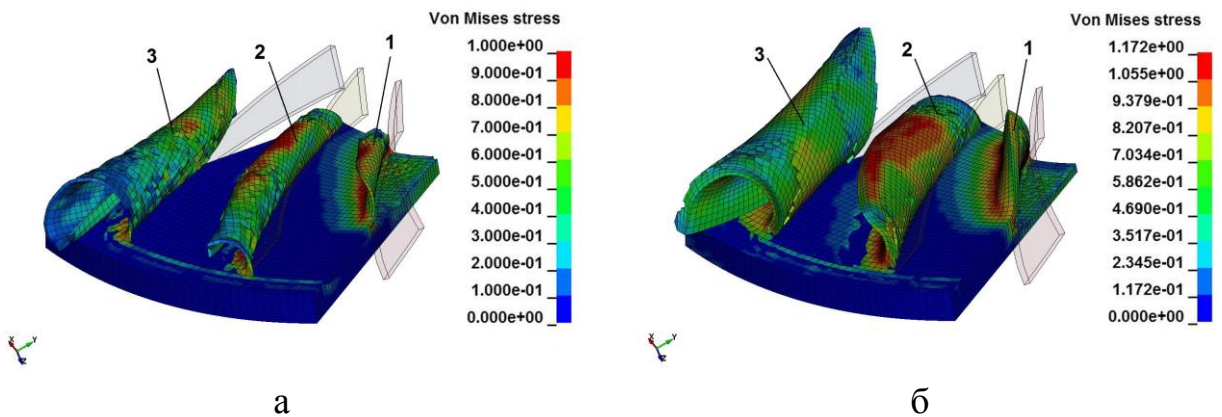 Von Mises stress
1.000e+00
9.000e-01
8.000e-01
7.000e-01
6.000e-01
5.000e-01
4.000e-01
3.000e-01
2.000e-01
1.000e-01
0.000e+00
3
2
1
X
Y
Z
а
Von Mises stress
1.172e+00
1.055e+00
9.379e-01
8.207e-01
7.034e-01
5.862e-01
4.690e-01
3.517e-01
2.345e-01
1.172e-01
0.000e+00
3
2
1
X
Y
Z
б